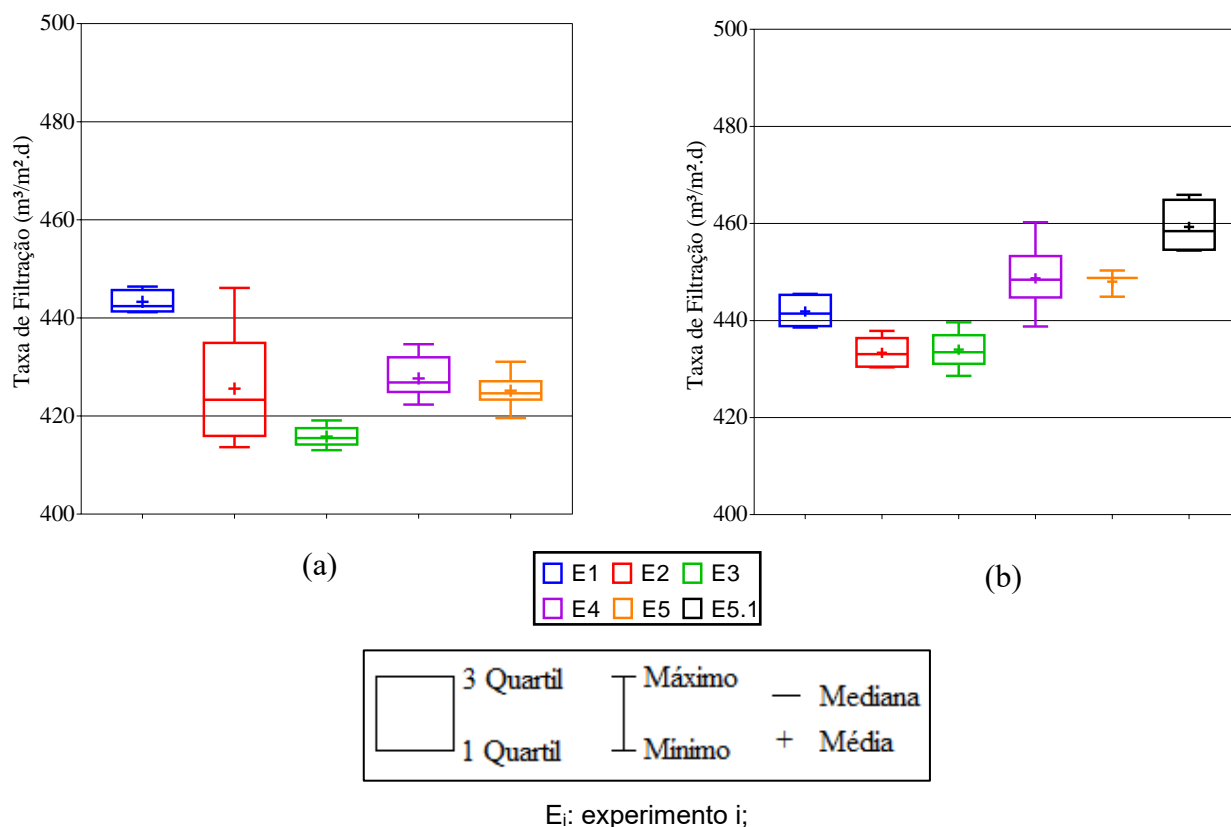 500
480
460
440
420
400
Taxa de Filtração (m³/m².d)
(a)
500
480
460
440
420
400
Taxa de Filtração (m³/m².d)
(b)
E1 E2 E3
E4 E5 E5.1
3 Quartil Máximo — Mediana
1 Quartil Mínimo + Média
Eᵢ: experimento i;